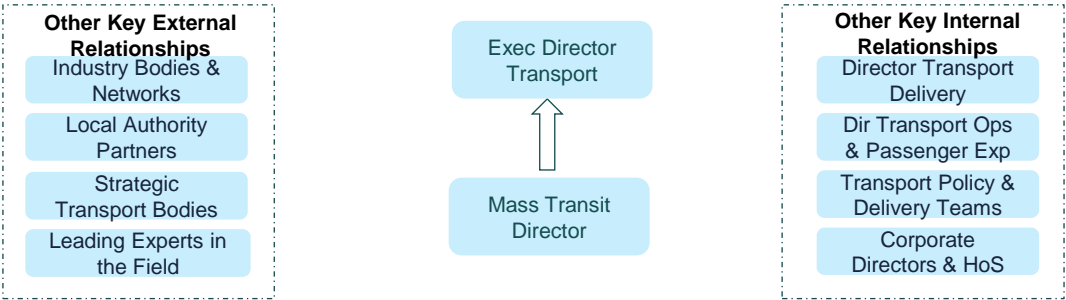 Other Key External
Relationships
Industry Bodies &
Networks
Local Authority
Partners
Strategic
Transport Bodies
Leading Experts in
the Field
Exec Director
Transport
Mass Transit
Director
Other Key Internal
Relationships
Director Transport
Delivery
Dir Transport Ops
& Passenger Exp
Transport Policy &
Delivery Teams
Corporate
Directors & HoS